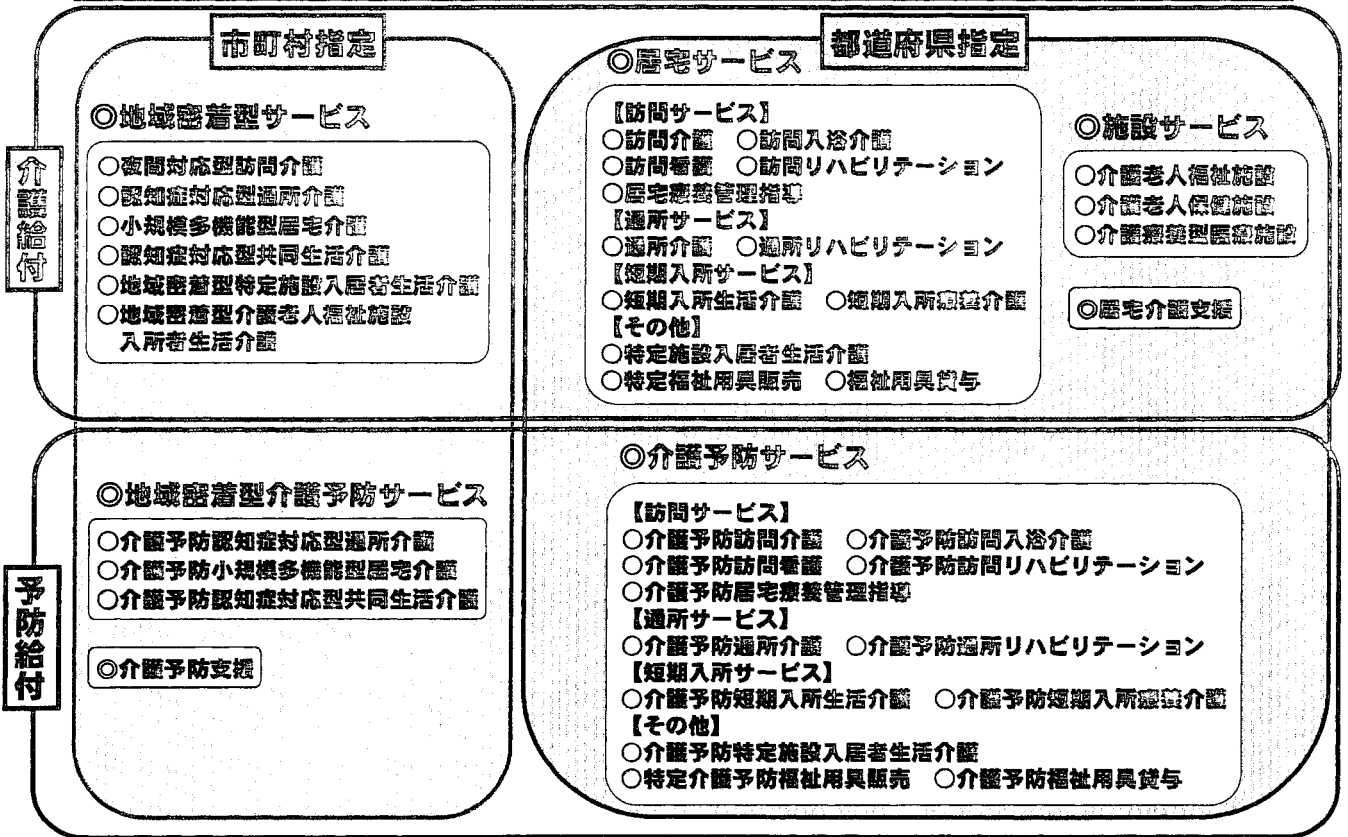 市町村指定
都道府県指定
介護給付
◎地域密着型サービス
○夜間対応型訪問介護
○認知症対応型通所介護
○小規模多機能型居宅介護
○認知症対応型共同生活介護
○地域密着型特定施設入居者生活介護
○地域密着型介護老人福祉施設
入所者生活介護
◎居宅サービス
【訪問サービス】
○訪問介護 ○訪問入浴介護
○訪問看護 ○訪問リハビリテーション
○居宅療養管理指導
【通所サービス】
○通所介護 ○通所リハビリテーション
【短期入所サービス】
○短期入所生活介護 ○短期入所療養介護
【その他】
○特定施設入居者生活介護
○特定福祉用具販売 ○福祉用具貸与
◎施設サービス
○介護老人福祉施設
○介護老人保健施設
○介護療養型医療施設
◎居宅介護支援
予防給付
◎地域密着型介護予防サービス
○介護予防認知症対応型通所介護
○介護予防小規模多機能型居宅介護
○介護予防認知症対応型共同生活介護
◎介護予防支援
◎介護予防サービス
【訪問サービス】
○介護予防訪問介護 ○介護予防訪問入浴介護
○介護予防訪問看護 ○介護予防訪問リハビリテーション
○介護予防居宅療養管理指導
【通所サービス】
○介護予防通所介護 ○介護予防通所リハビリテーション
【短期入所サービス】
○介護予防短期入所生活介護 ○介護予防短期入所療養介護
【その他】
○介護予防特定施設入居者生活介護
○特定介護予防福祉用具販売 ○介護予防福祉用具貸与